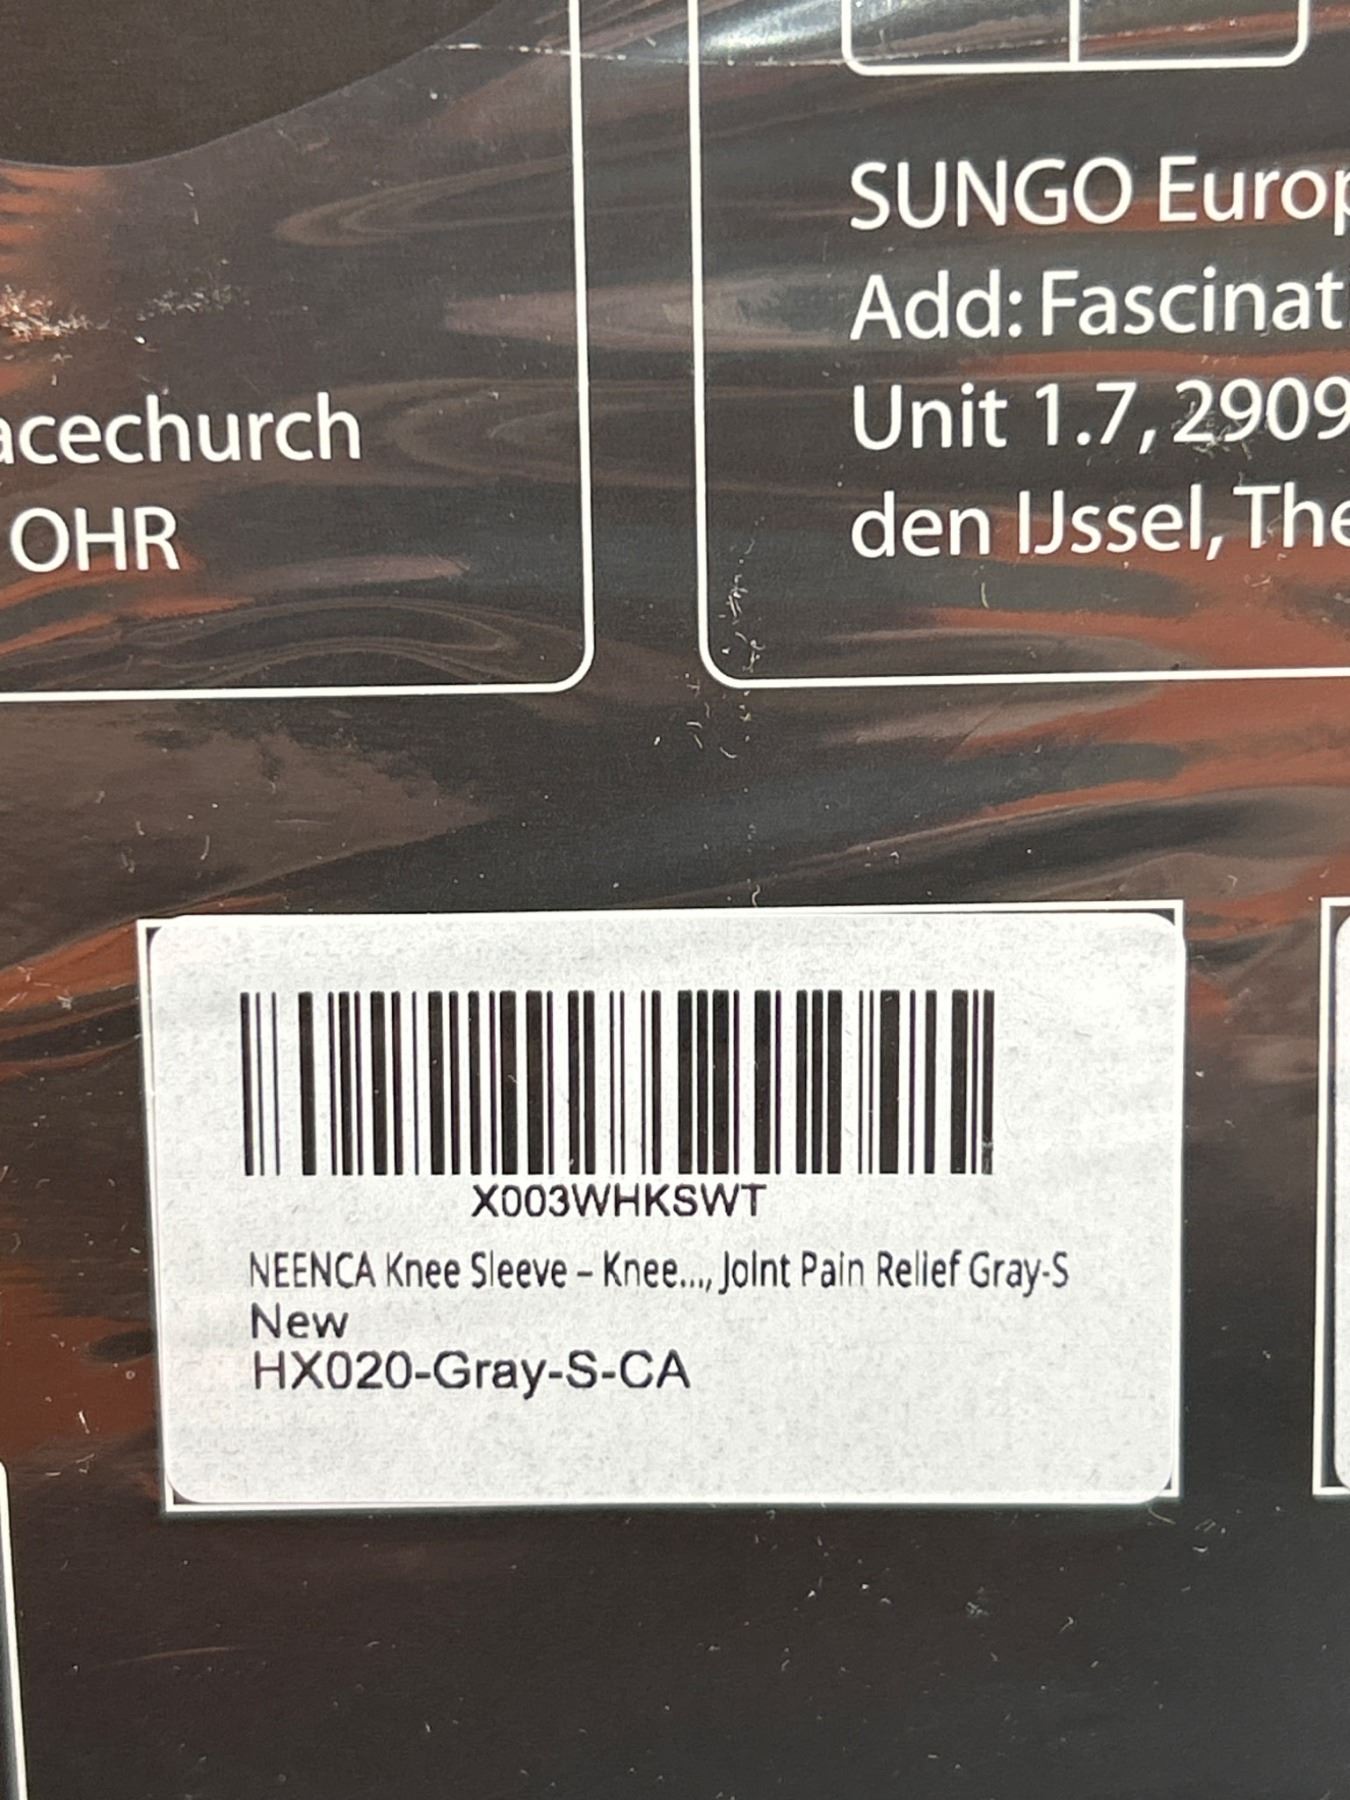 acechurch
OHR
SUNGO Europ
Add: Fascinat
Unit 1.7, 2909
den IJssel, The
X003WHKSWT
NEENCA Knee Sleeve – Knee..., Joint Pain Relief Gray-S
New
HX020-Gray-S-CA